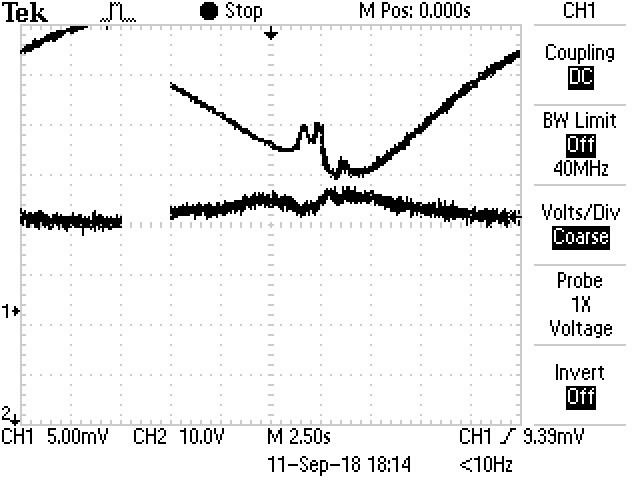 Tek Stop M Pos: 0.000s CH1
Coupling
DC
BW Limit
Off
40MHz
Volts/Div
Coarse
Probe
1X
Voltage
Invert
Off
1
2
CH1 5.00mV CH2 10.0V M 2.50s CH1 9.39mV
11-Sep-18 18:14 <10Hz